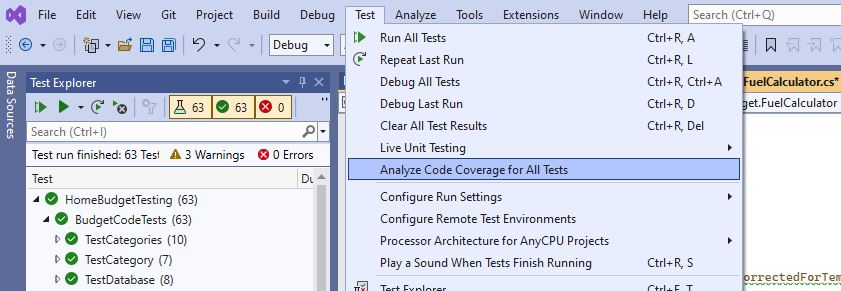 File Edit View Git Project Build Debug Test Analyze Tools Extensions Window Help Search (Ctrl+Q)
Debug
Data Sources
Test Explorer
63 63 0
Search (Ctrl+I)
Test run finished: 63 Test 3 Warnings 0 Errors
Test Du
HomeBudgetTesting (63)
BudgetCodeTests (63)
TestCategories (10)
TestCategory (7)
TestDatabase (8)
Run All Tests Ctrl+R, A
Repeat Last Run Ctrl+R, L
Debug All Tests Ctrl+R, Ctrl+A
Debug Last Run Ctrl+R, D
Clear All Test Results Ctrl+R, Del
Live Unit Testing
Analyze Code Coverage for All Tests
Configure Run Settings
Configure Remote Test Environments
Processor Architecture for AnyCPU Projects
Play a Sound When Tests Finish Running Ctrl+R, S
Test Explorer Ctrl+E, T
FuelCalculator.cs*
get.FuelCalculator
orrectedForTem